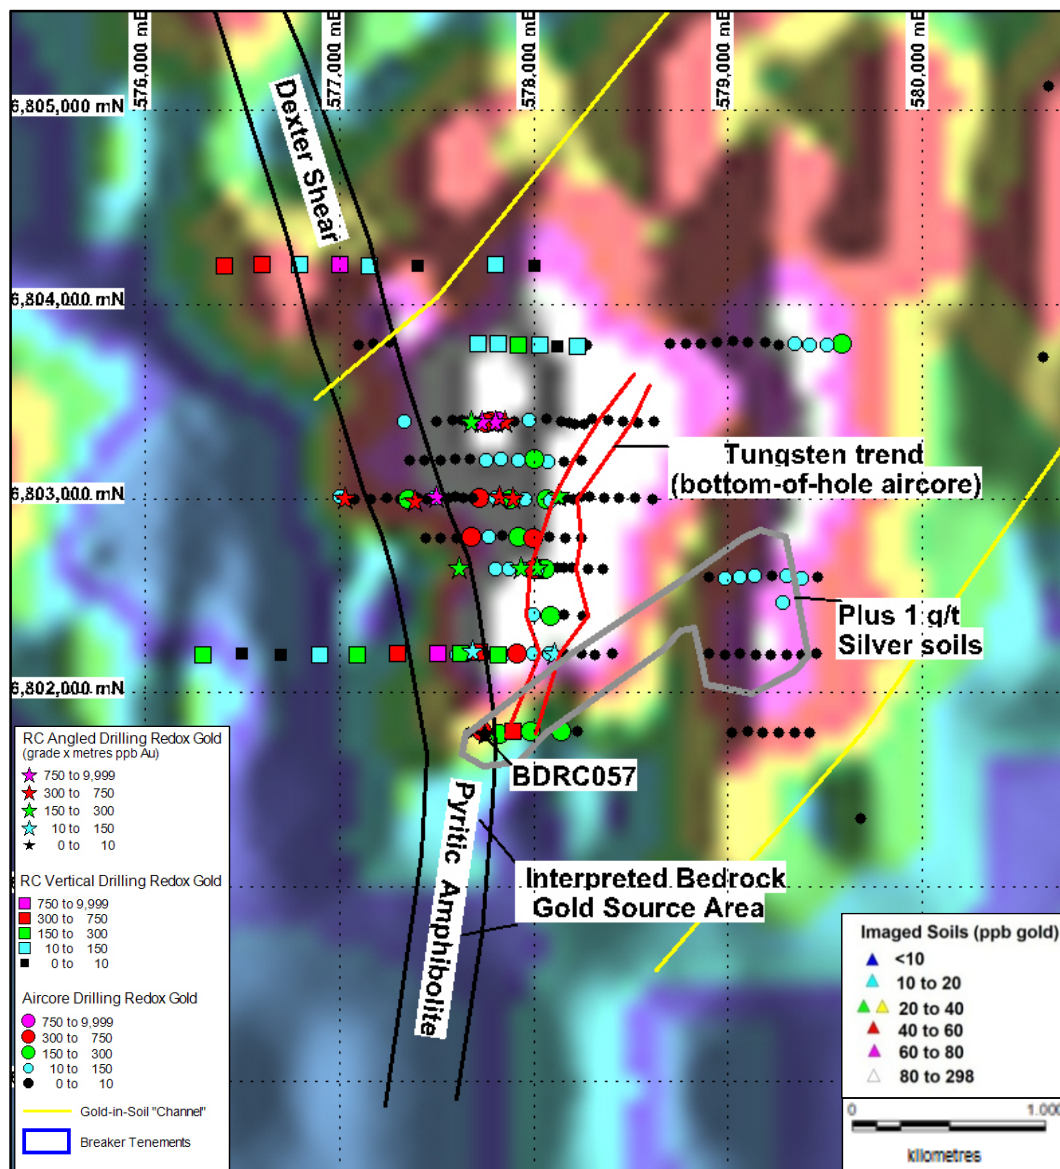 576,000 mE
577,000 mE
578,000 mE
579,000 mE
580,000 mE
6,805,000 mN
6,804,000 mN
6,803,000 mN
6,802,000 mN
Dexter Shear
Tungsten trend
(bottom-of-hole aircore)
Plus 1 g/t
Silver soils
BDRC057
Pyritic Amphibolite
Interpreted Bedrock
Gold Source Area
RC Angled Drilling Redox Gold
(grade x metres ppb Au)
750 to 9,999
300 to 750
150 to 300
10 to 150
0 to 10
RC Vertical Drilling Redox Gold
750 to 9,999
300 to 750
150 to 300
10 to 150
0 to 10
Aircore Drilling Redox Gold
750 to 9,999
300 to 750
150 to 300
10 to 150
0 to 10
Gold-in-Soil "Channel"
Breaker Tenements
Imaged Soils (ppb gold)
<10
10 to 20
20 to 40
40 to 60
60 to 80
80 to 298
0 1.000
kilometres